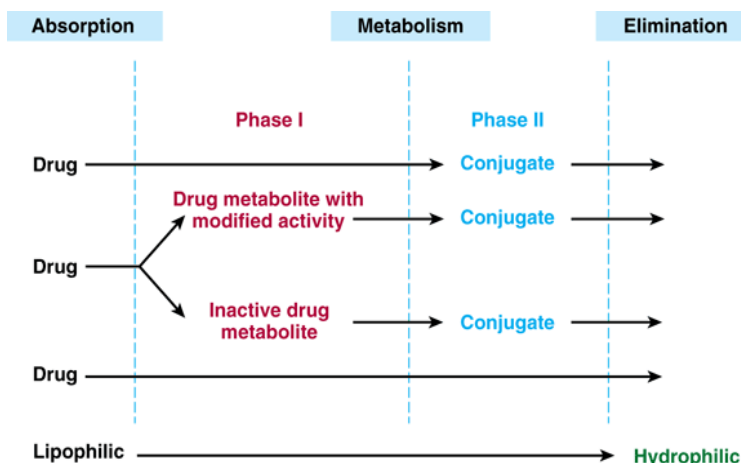 Absorption Metabolism Elimination
Phase I Phase II
Drug Conjugate
Drug metabolite with
modified activity
Conjugate
Drug
Inactive drug
metabolite
Conjugate
Drug
Lipophilic Hydrophilic